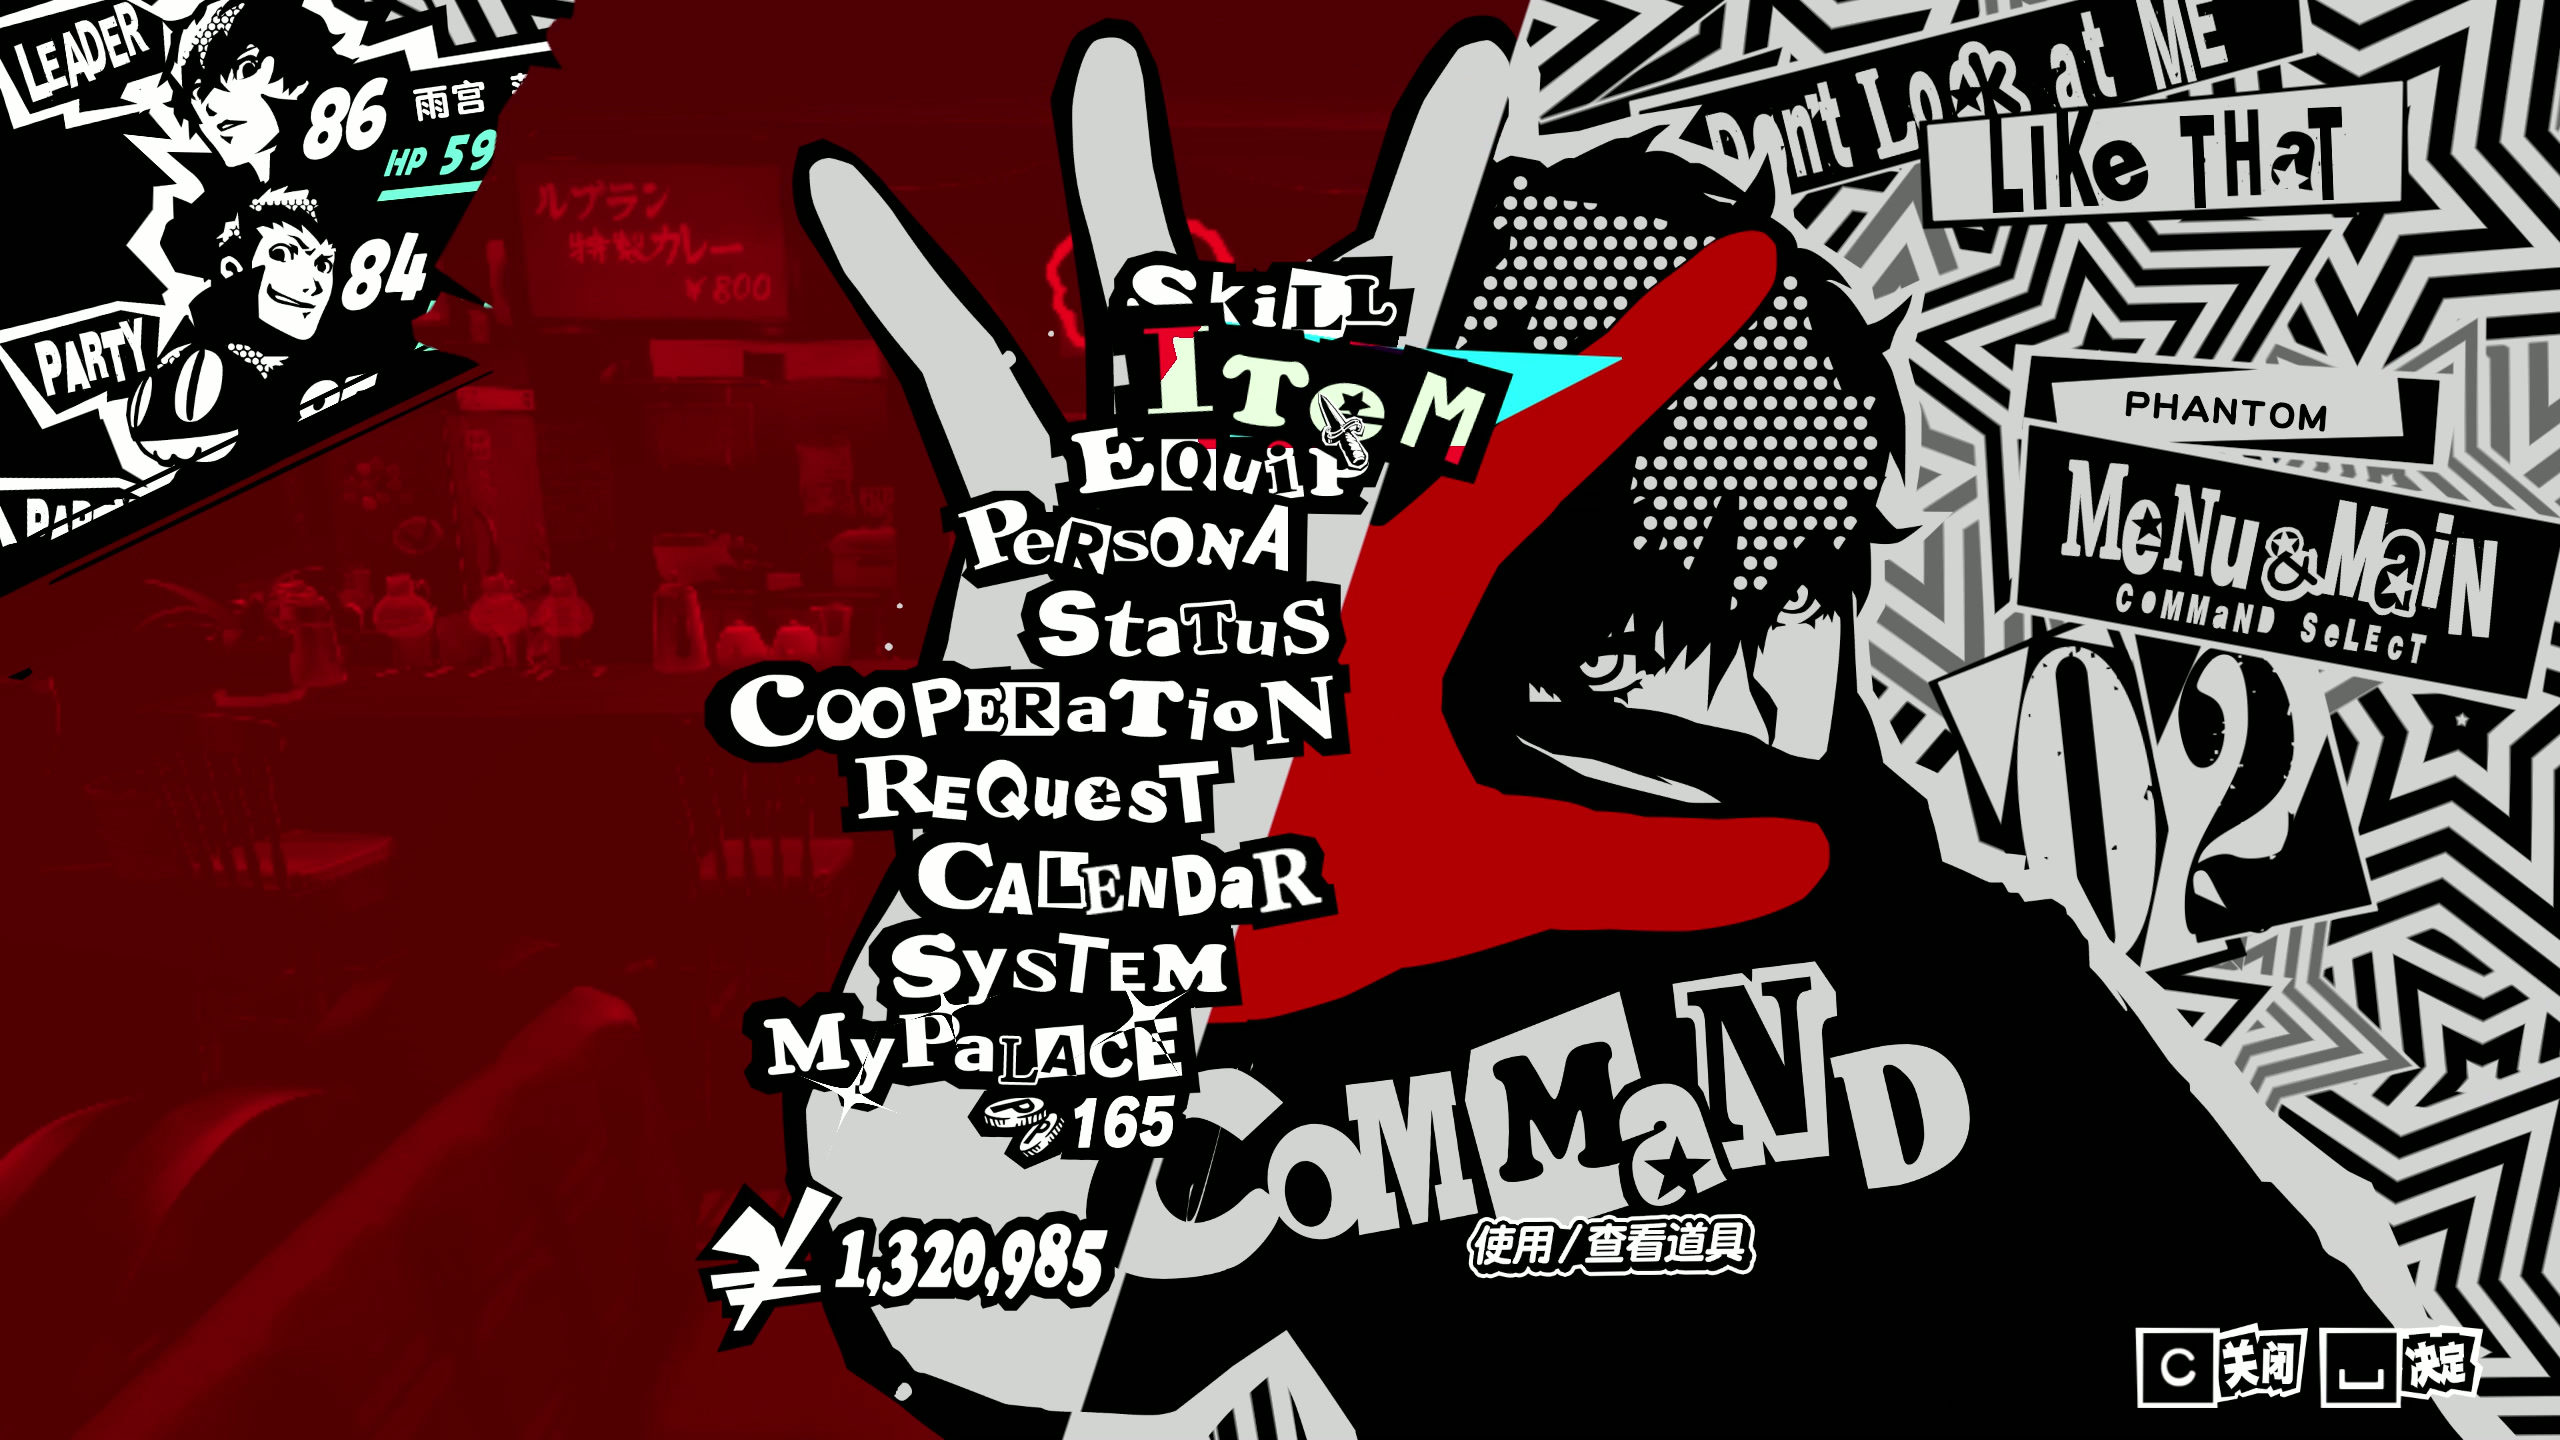 LEADER
86 雨宮
HP 59
84
PARTY
ルブラン
特製カレー
¥800
Don't Look at ME
LIKe THaT
PHANTOM
MeNu & MaiN
COMMaND SeLECT
02
SkiLL
ITeM
EQuiP
PeRSONA
StaTuS
COOPERaTioN
REQuesT
CALENDaR
SySTEM
MyPaLACE
165
¥ 1,320,985
CoMMaND
使用/查看道具
C 关闭 决定